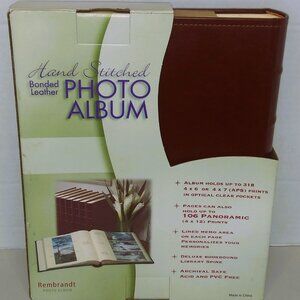 Hand Stitched
Bonded
Leather
PHOTO
ALBUM
+ ALBUM HOLDS UP TO 318
4 x 6 OR 4 x 7 (APS) PRINTS
IN OPTICAL CLEAR POCKETS
+ PAGES CAN ALSO
HOLD UP TO
106 PANORAMIC
(4 x 12) PRINTS
+ LINED MEMO AREA
ON EACH PAGE
PERSONALIZES YOUR
MEMORIES
+ DELUXE BOOKBOUND
LIBRARY SPINE
+ ARCHIVAL SAFE
ACID AND PVC FREE
Rembrandt
PHOTO ALBUM
Made in China